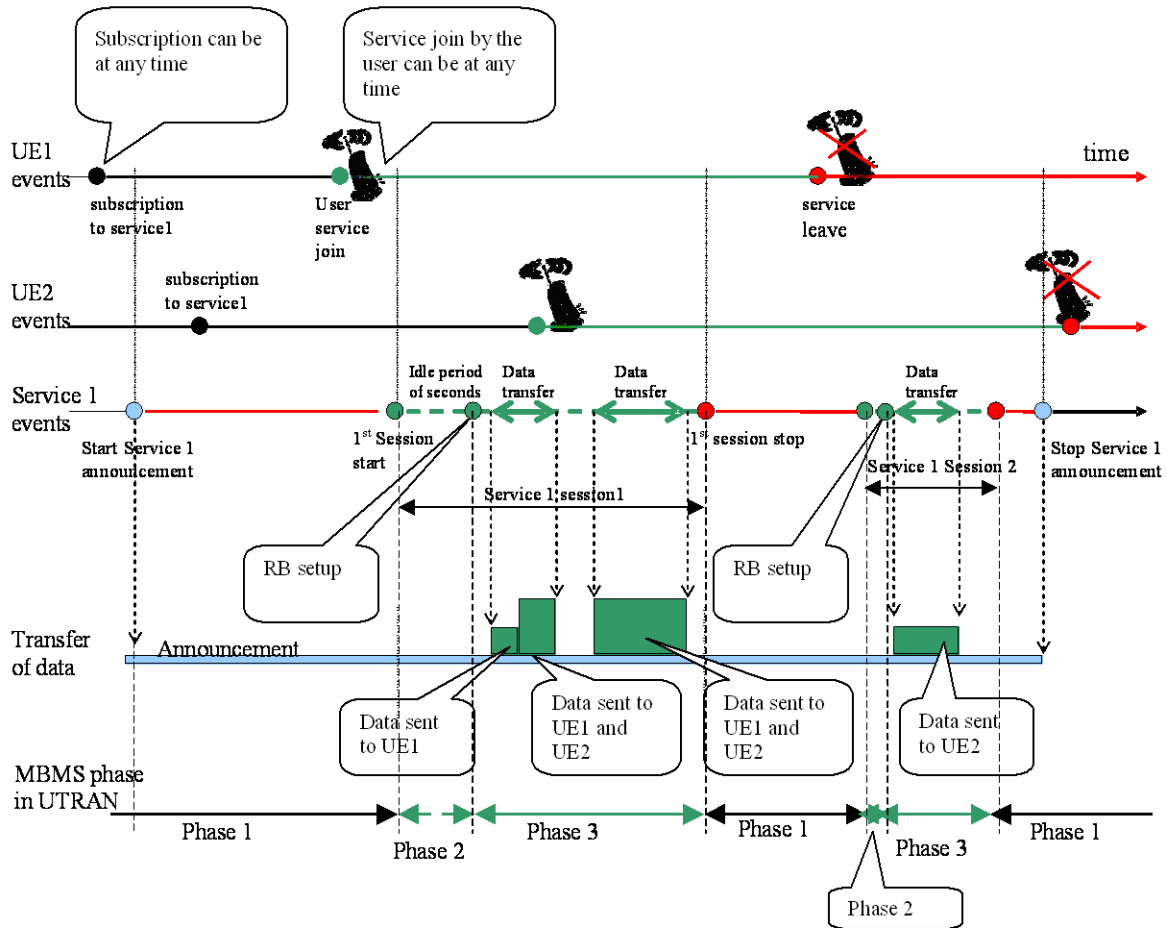 Subscription can be
at any time
Service join by the
user can be at any
time
UE1
events
time
subscription
to service1
User
service
join
service
leave
UE2
events
subscription
to service1
Service 1
events
Idle period
of seconds
Data
transfer
Data
transfer
Data
transfer
Start Service 1
announcement
1st Session
start
1st session stop
Service 1 Session 2
Stop Service 1
announcement
Service 1 session1
RB setup
RB setup
Transfer
of data
Announcement
Data sent
to UE1
Data sent to
UE1 and
UE2
Data sent to
UE1 and
UE2
Data sent
to UE2
MBMS phase
in UTRAN
Phase 1
Phase 2
Phase 3
Phase 1
Phase 3
Phase 1
Phase 2